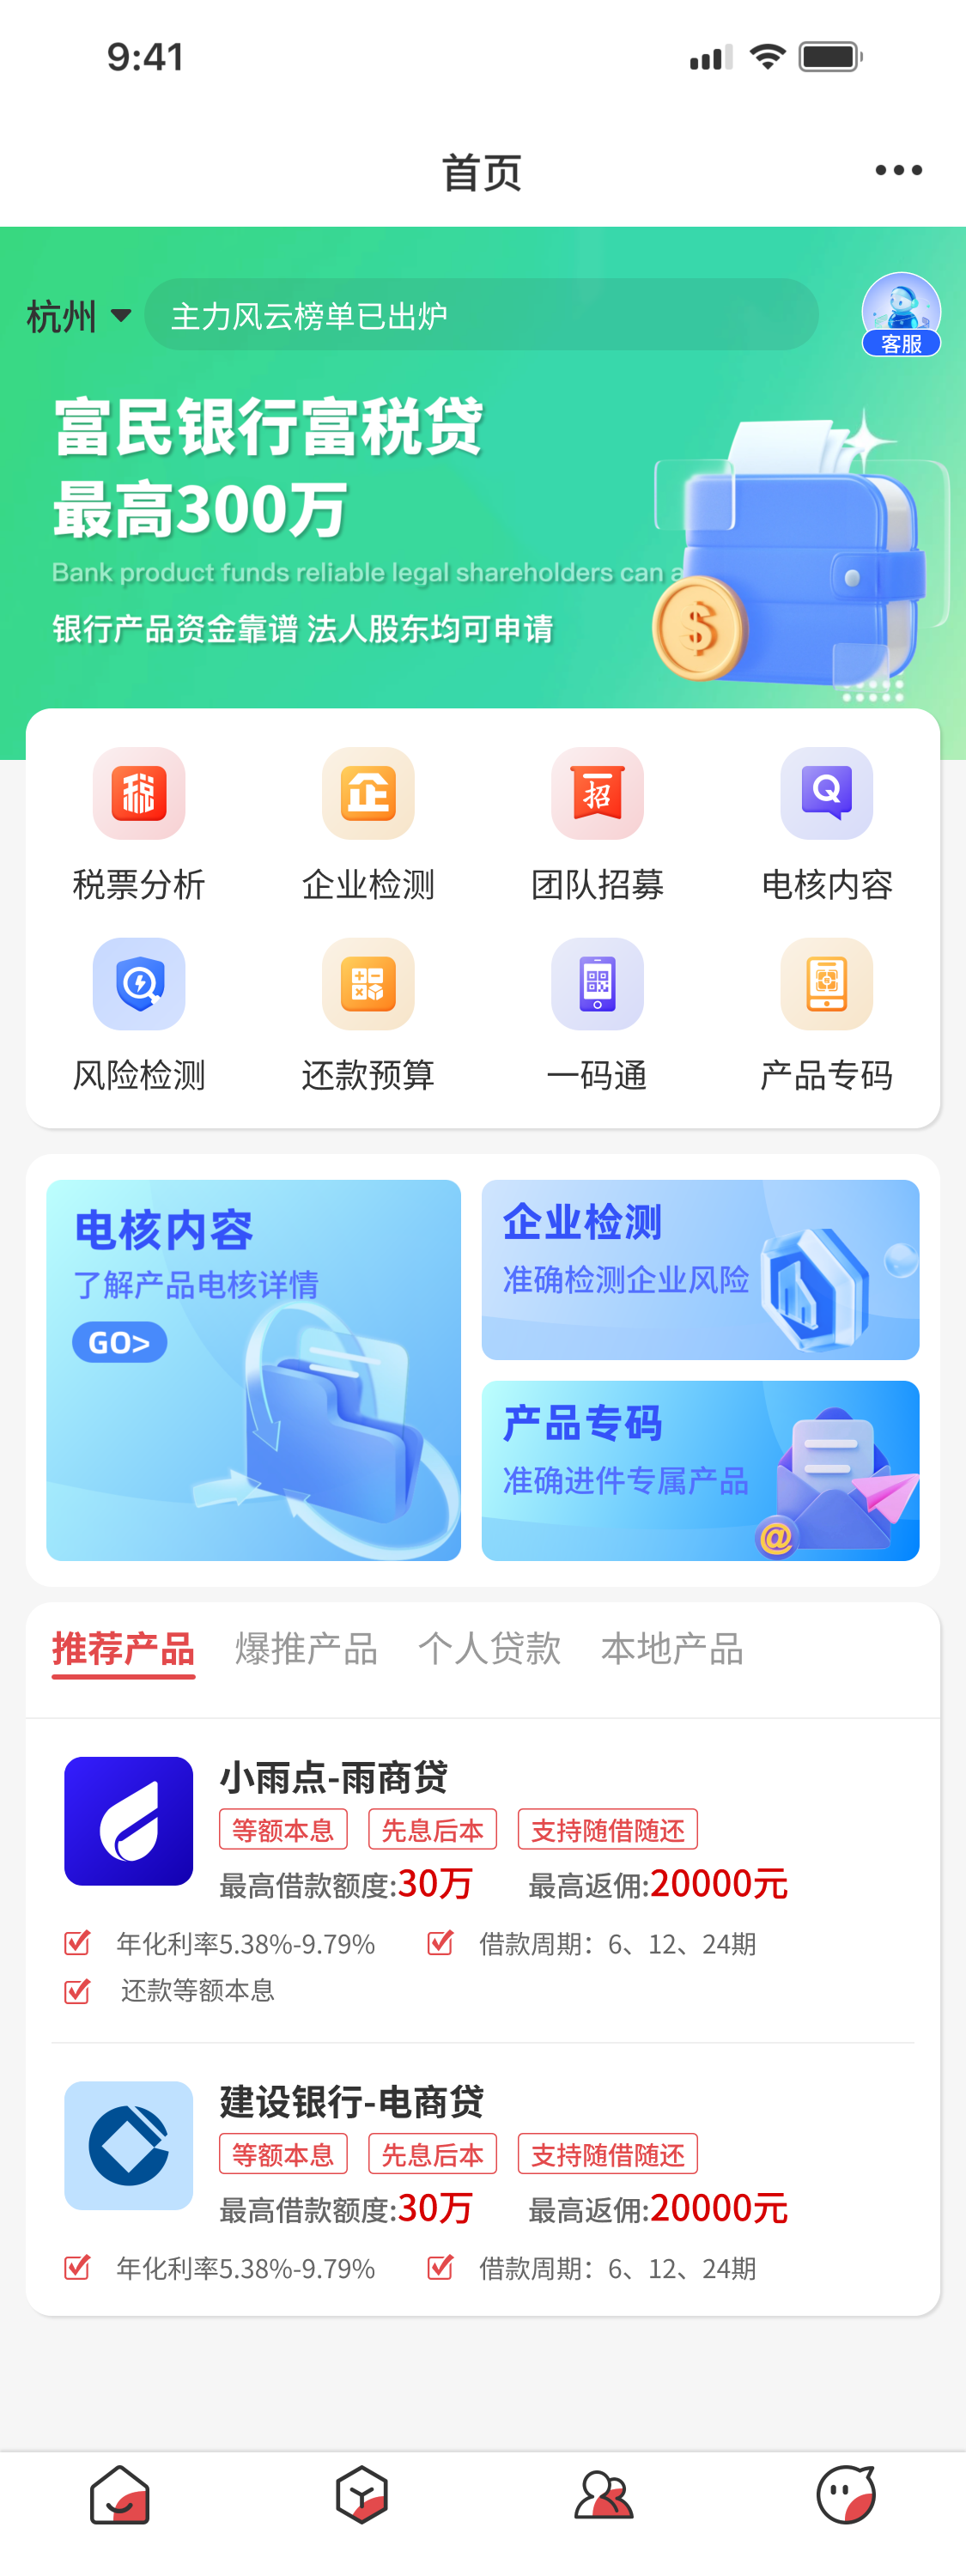 9:41
首页
杭州
主力风云榜单已出炉
客服
富民银行富税贷
最高300万
Bank product funds reliable legal shareholders can a
银行产品资金靠谱 法人股东均可申请
税
企
招
Q
税票分析
企业检测
团队招募
电核内容
风险检测
还款预算
一码通
产品专码
电核内容
了解产品电核详情
GO>
企业检测
准确检测企业风险
产品专码
准确进件专属产品
@
推荐产品
爆推产品
个人贷款
本地产品
小雨点-雨商贷
等额本息
先息后本
支持随借随还
最高借款额度:30万
最高返佣:20000元
年化利率5.38%-9.79%
借款周期：6、12、24期
还款等额本息
建设银行-电商贷
等额本息
先息后本
支持随借随还
最高借款额度:30万
最高返佣:20000元
年化利率5.38%-9.79%
借款周期：6、12、24期